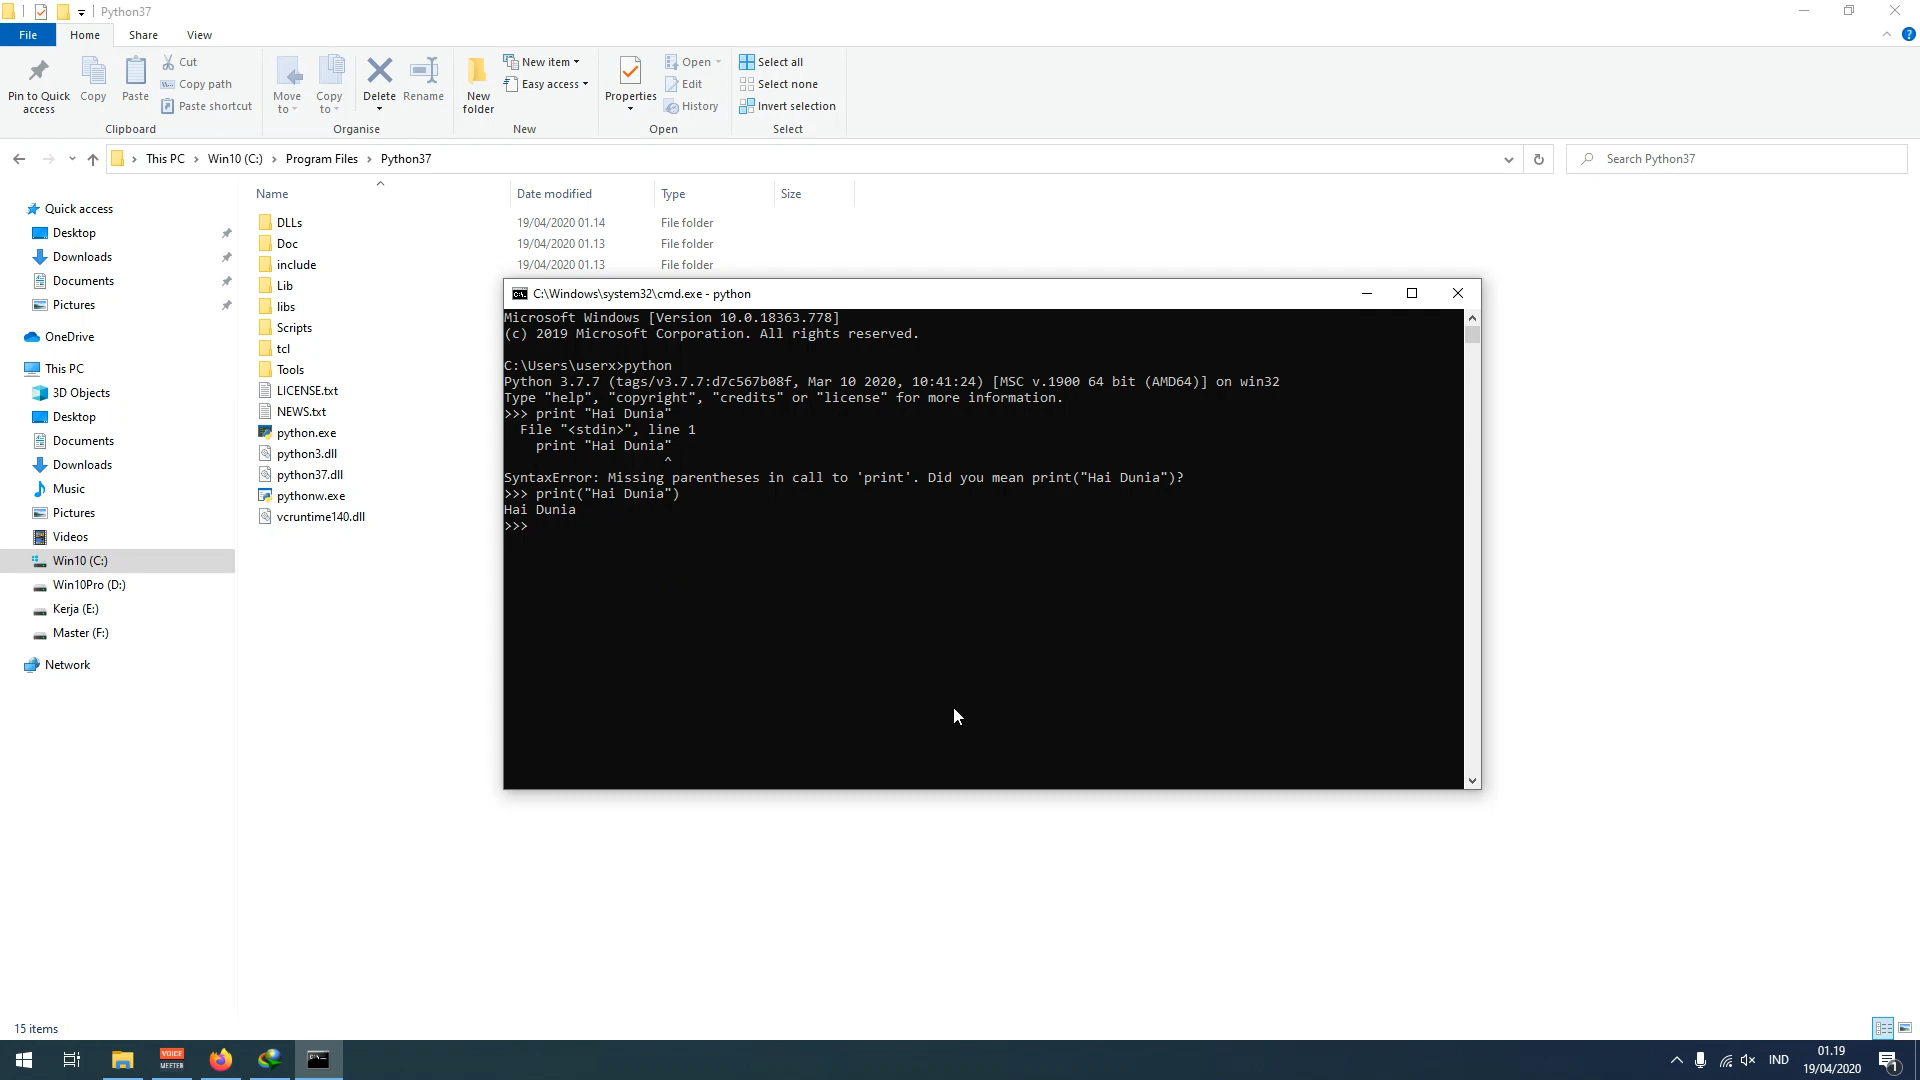 Python37
File Home Share View
Pin to Quick access
Copy
Paste
Cut
Copy path
Paste shortcut
Clipboard
Move to
Copy to
Delete
Rename
Organise
New folder
New item
Easy access
New
Properties
Open
Edit
History
Open
Select all
Select none
Invert selection
Select
This PC > Win10 (C:) > Program Files > Python37
Search Python37
Name Date modified Type Size
Quick access
Desktop
Downloads
Documents
Pictures
OneDrive
This PC
3D Objects
Desktop
Documents
Downloads
Music
Pictures
Videos
Win10 (C:)
Win10Pro (D:)
Kerja (E:)
Master (F:)
Network
DLLs 19/04/2020 01.14 File folder
Doc 19/04/2020 01.13 File folder
include 19/04/2020 01.13 File folder
Lib
libs
Scripts
tcl
Tools
LICENSE.txt
NEWS.txt
python.exe
python3.dll
python37.dll
pythonw.exe
vcruntime140.dll
C:\Windows\system32\cmd.exe - python
Microsoft Windows [Version 10.0.18363.778]
(c) 2019 Microsoft Corporation. All rights reserved.
C:\Users\userx>python
Python 3.7.7 (tags/v3.7.7:d7c567b08f, Mar 10 2020, 10:41:24) [MSC v.1900 64 bit (AMD64)] on win32
Type "help", "copyright", "credits" or "license" for more information.
>>> print "Hai Dunia"
  File "<stdin>", line 1
    print "Hai Dunia"
                    ^
SyntaxError: Missing parentheses in call to 'print'. Did you mean print("Hai Dunia")?
>>> print("Hai Dunia")
Hai Dunia
>>>
15 items
VOICE
MEETER
IND
01.19
19/04/2020
1